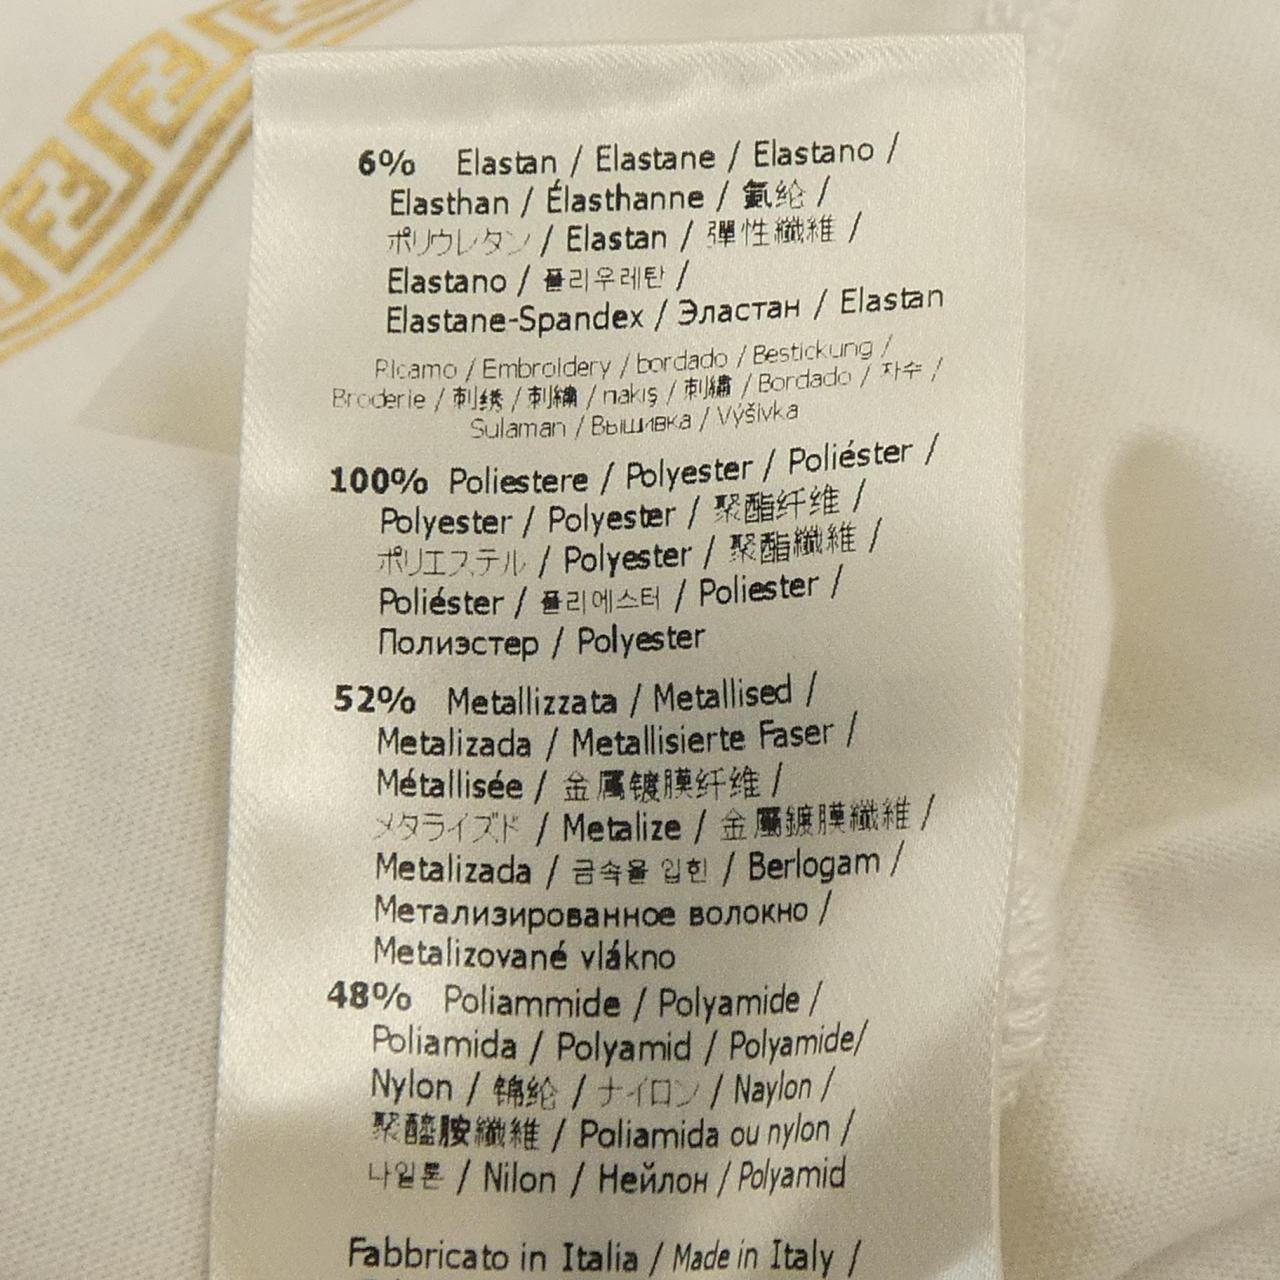 6% Elastan / Elastane / Elastano /
Elasthan / Élasthanne / 氨纶 /
ポリウレタン / Elastan / 彈性纖維 /
Elastano / 폴리우레탄 /
Elastane-Spandex / Эластан / Elastan
Ricamo / Embroidery / bordado / Bestickung /
Broderie / 刺绣 / 刺繍 / nakış / 刺繡 / Bordado / 자수 /
Sulaman / Вышивка / Výšivka
100% Poliestere / Polyester / Poliéster /
Polyester / Polyester / 聚酯纤维 /
ポリエステル / Polyester / 聚酯纖維 /
Poliéster / 폴리에스터 / Poliester /
Полиэстер / Polyester
52% Metallizzata / Metallised /
Metalizada / Metallisierte Faser /
Métallisée / 金属镀膜纤维 /
メタライズド / Metalize / 金屬鍍膜纖維 /
Metalizada / 금속을 입힌 / Berlogam /
Метализированное волокно /
Metalizované vlákno
48% Poliammide / Polyamide /
Poliamida / Polyamid / Polyamide/
Nylon / 锦纶 / ナイロン / Naylon /
聚醯胺纖維 / Poliamida ou nylon /
나일론 / Nilon / Нейлон / Polyamid
Fabbricato in Italia / Made in Italy /